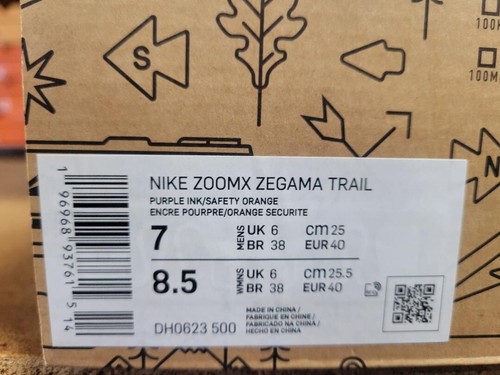 S
100K
100M
N
NIKE ZOOMX ZEGAMA TRAIL
PURPLE INK/SAFETY ORANGE
ENCRE POURPRE/ORANGE SECURITE
7 MENS UK 6 CM 25
BR 38 EUR 40
8.5 WMNS UK 6 CM 25.5
BR 38 EUR 40
DH0623 500
MADE IN CHINA /
FABRIQUE EN CHINE /
FABRICADO NA CHINA /
HECHO EN CHINA
1 96968 93761 5 14